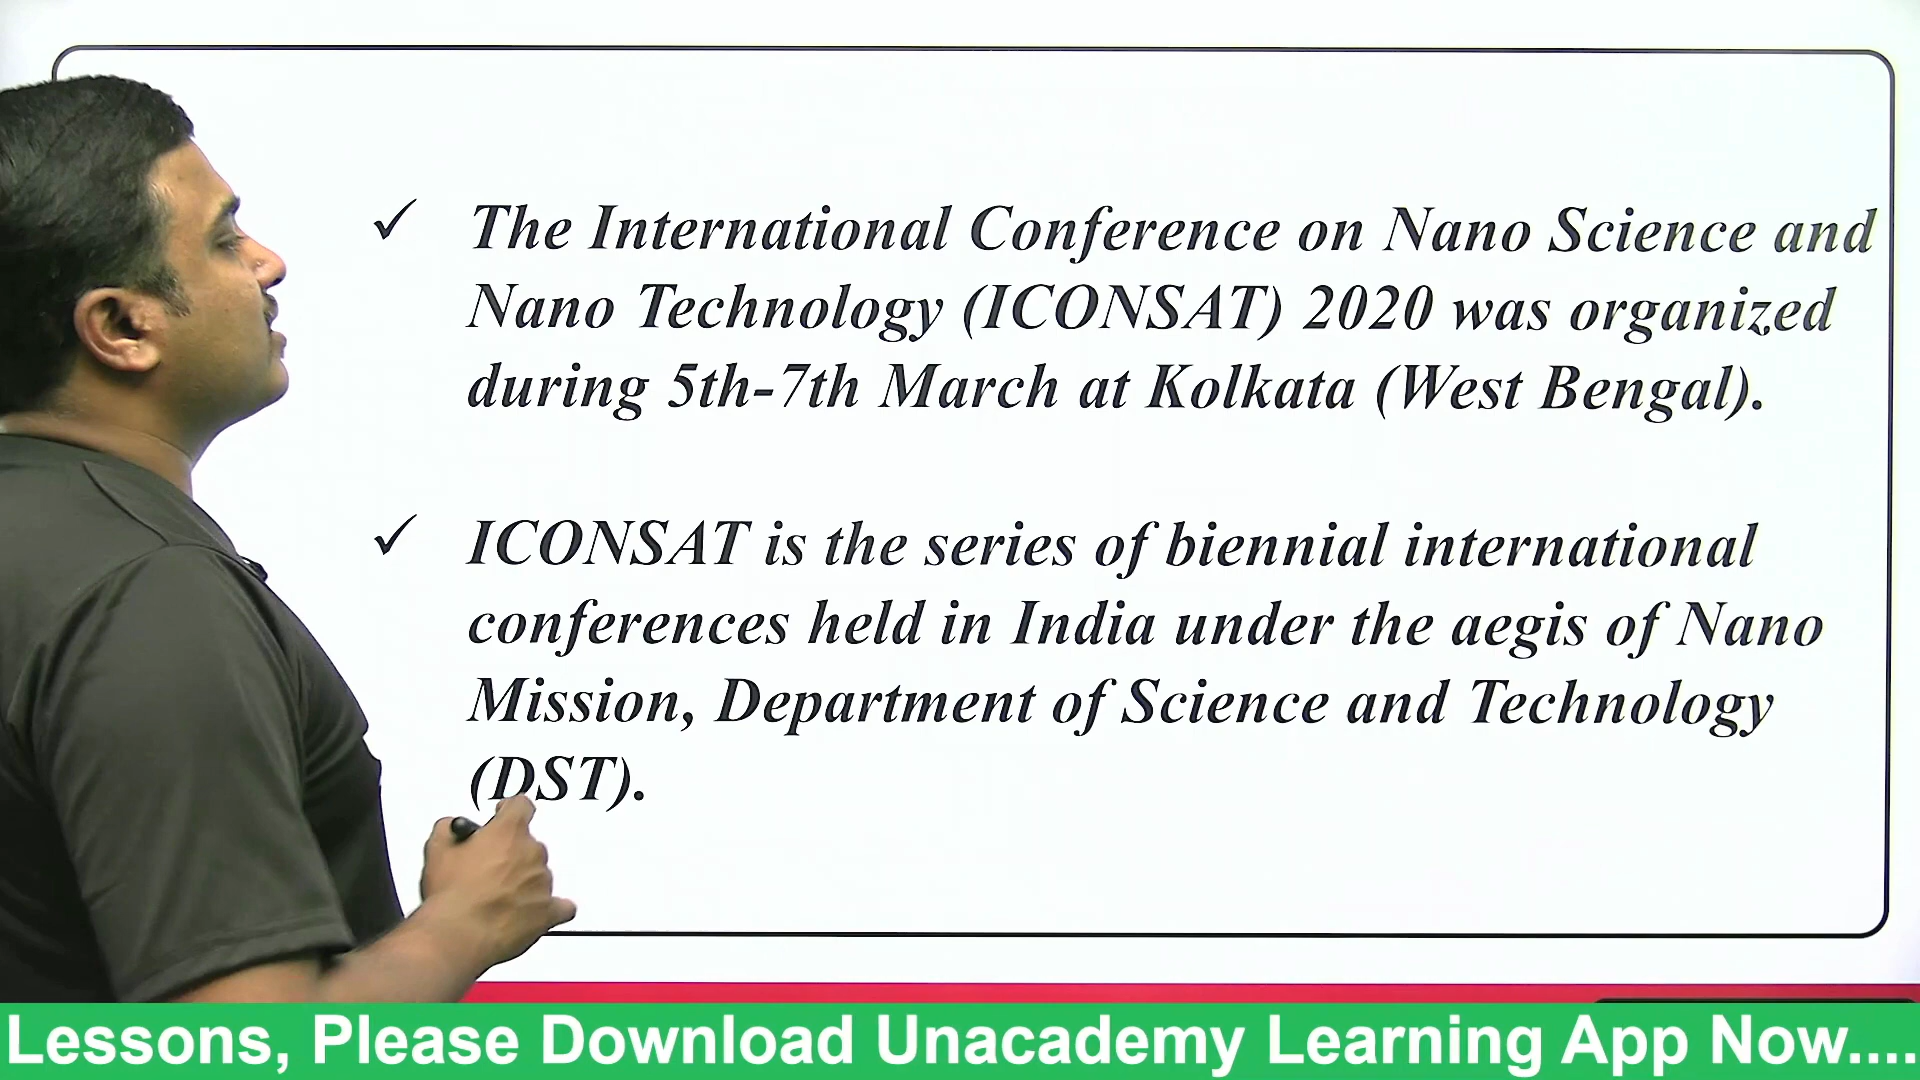 ✓ The International Conference on Nano Science and
Nano Technology (ICONSAT) 2020 was organized
during 5th-7th March at Kolkata (West Bengal).
✓ ICONSAT is the series of biennial international
conferences held in India under the aegis of Nano
Mission, Department of Science and Technology
(DST).
Lessons, Please Download Unacademy Learning App Now....